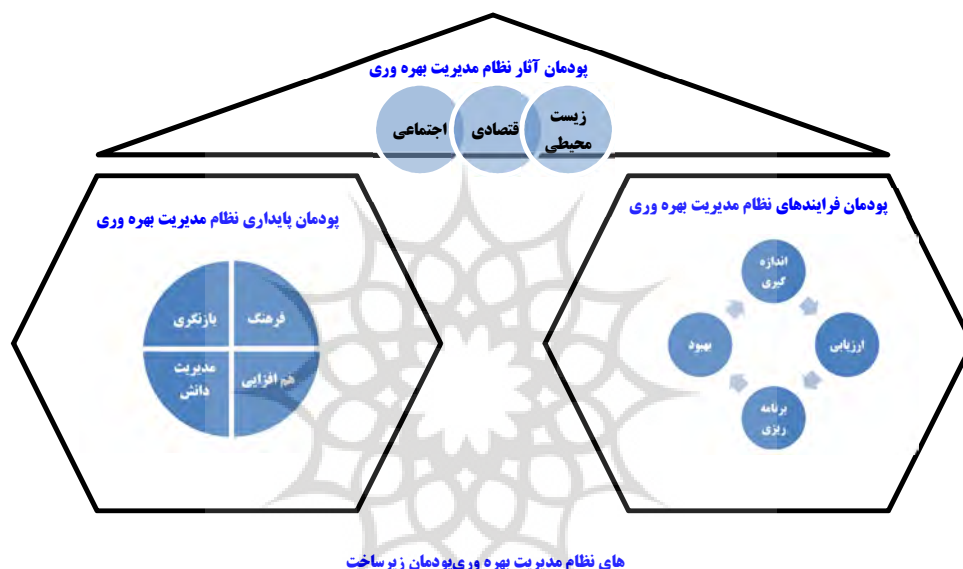 پودمان آثار نظام مدیریت بهره وری
زیست
محیطی
قتصادی
اجتماعی
پودمان فرایندهای نظام مدیریت بهره وری
اندازه
گیری
ارزیابی
برنامه
ریزی
بهبود
پودمان پایداری نظام مدیریت بهره وری
فرهنگ
بازنگری
هم افزایی
مدیریت
دانش
های نظام مدیریت بهره وریپودمان زیرساخت